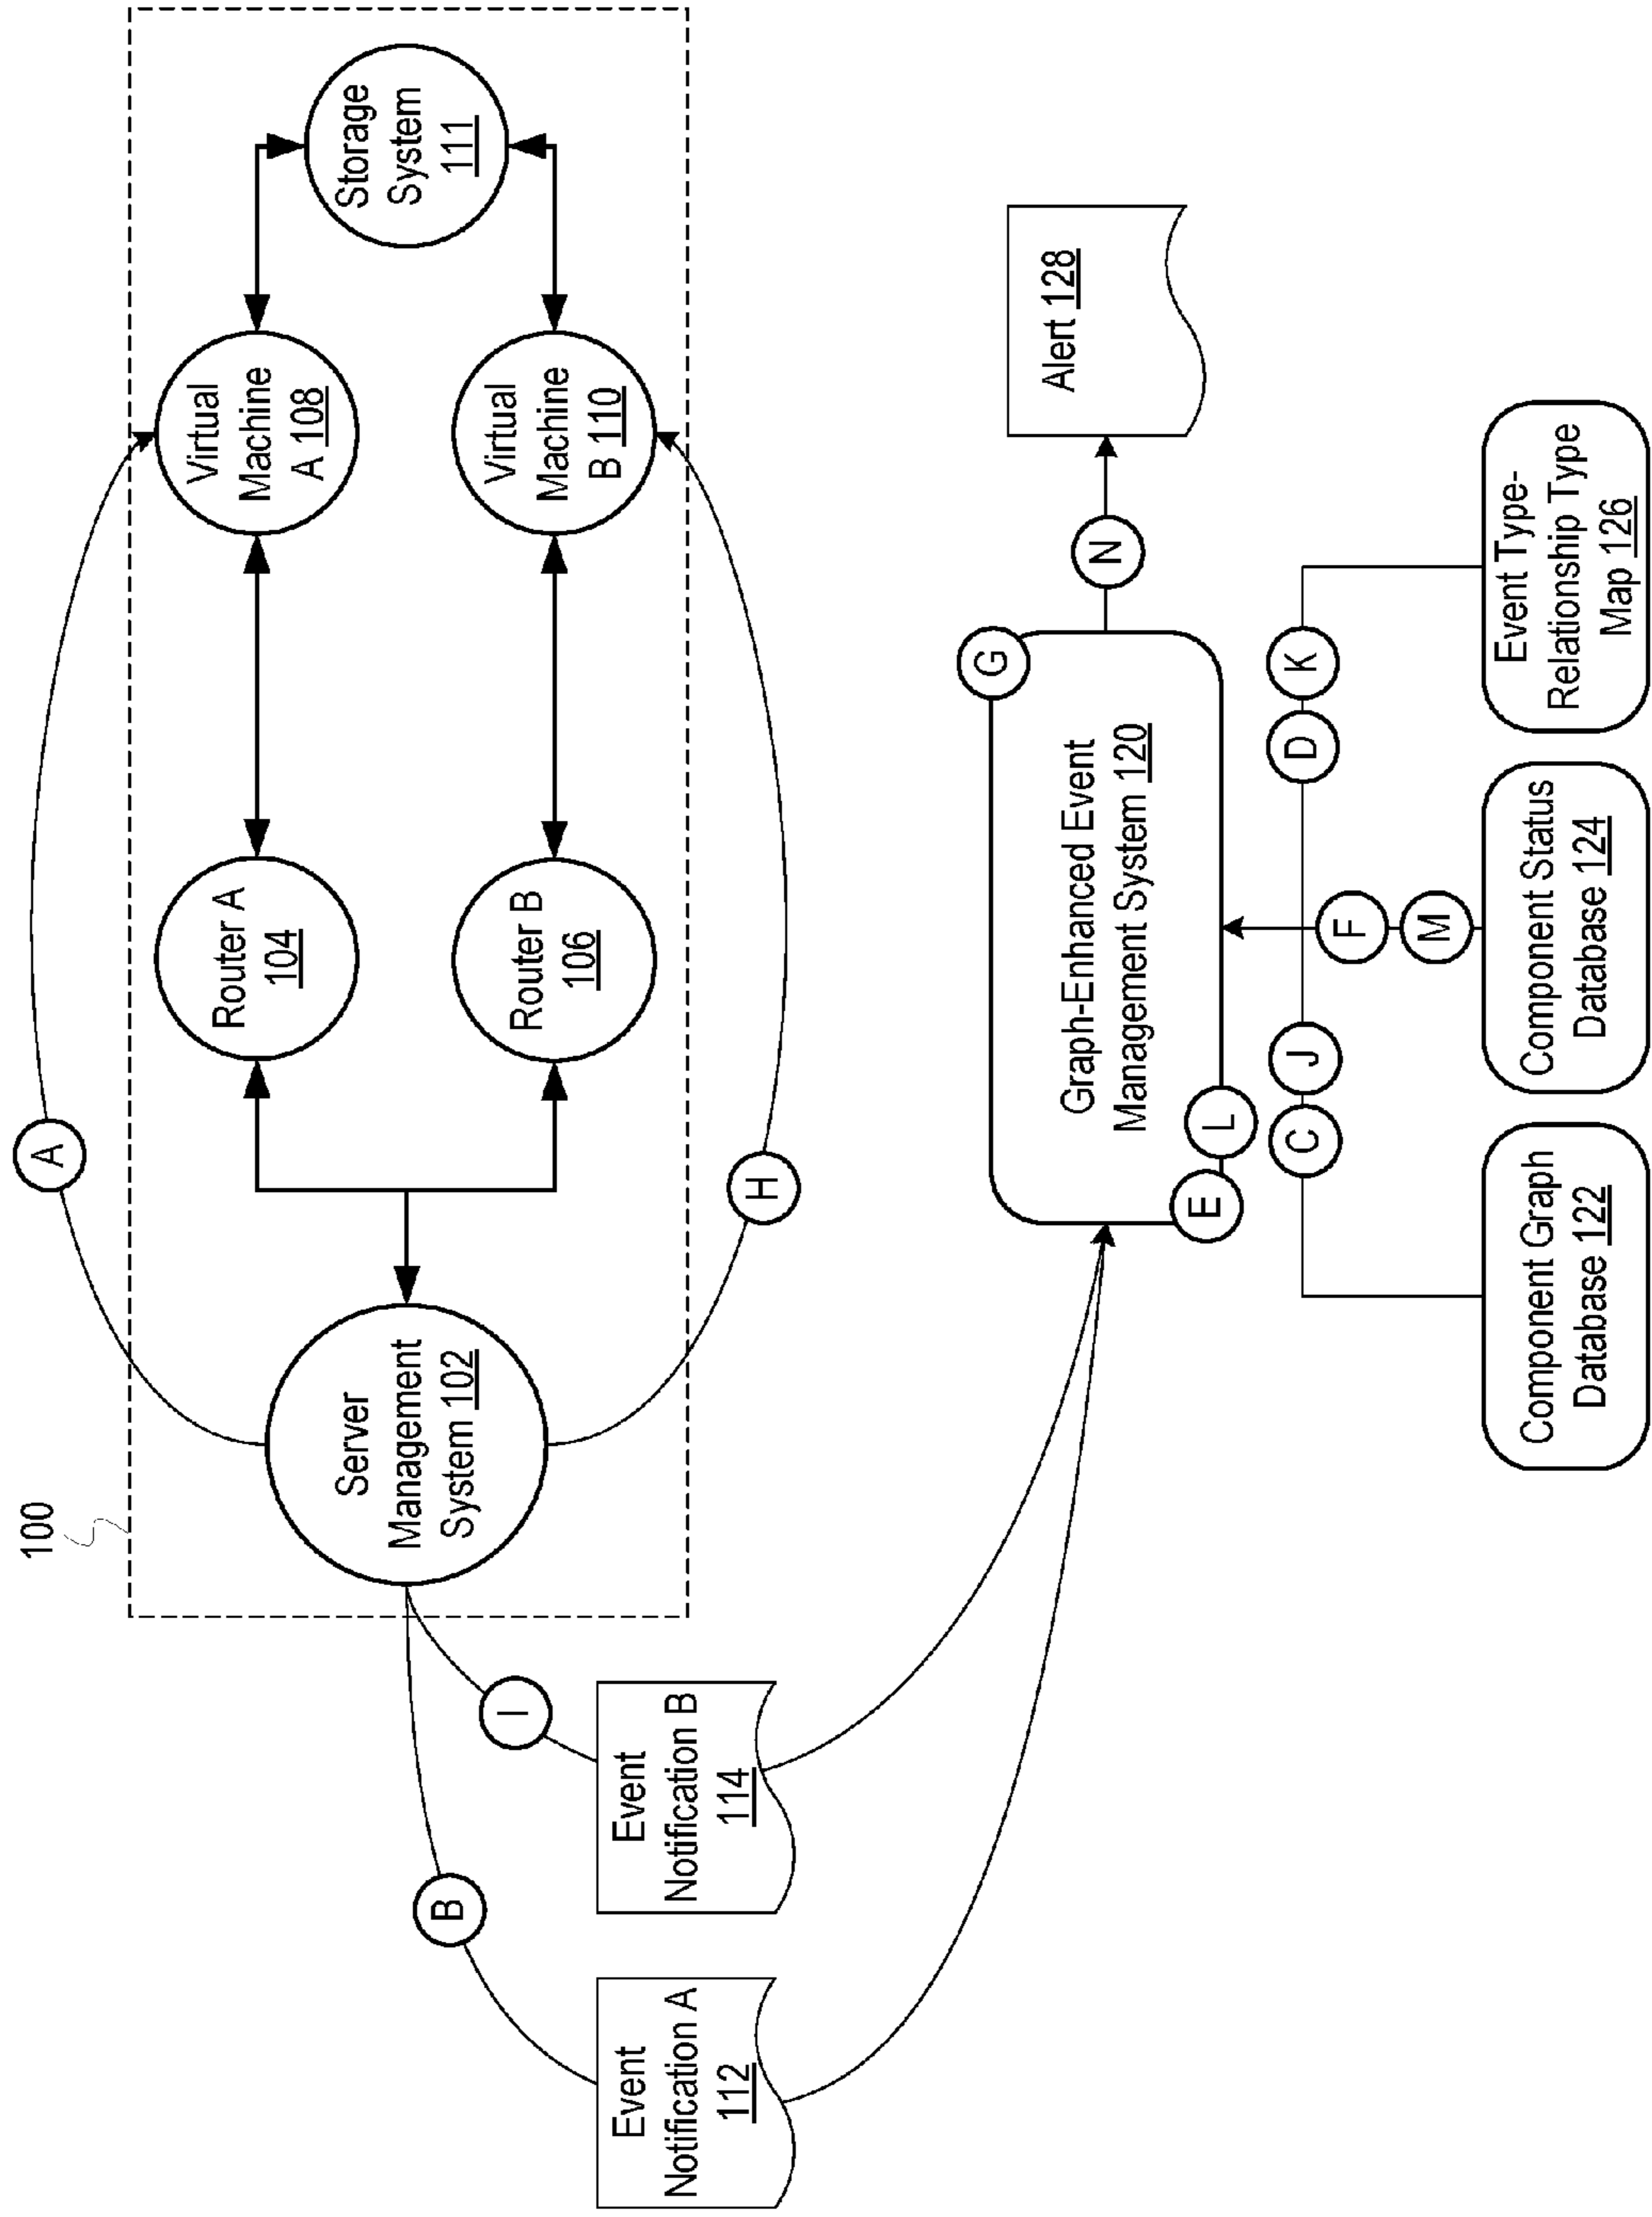 100
A
Server
Management
System 102
Router A
104
Router B
106
Virtual
Machine
A 108
Virtual
Machine
B 110
Storage
System
111
H
B
I
Event
Notification A
112
Event
Notification B
114
G
Graph-Enhanced Event
Management System 120
E
L
N
Alert 128
C
J
F
M
D
K
Component Graph
Database 122
Component Status
Database 124
Event Type-
Relationship Type
Map 126